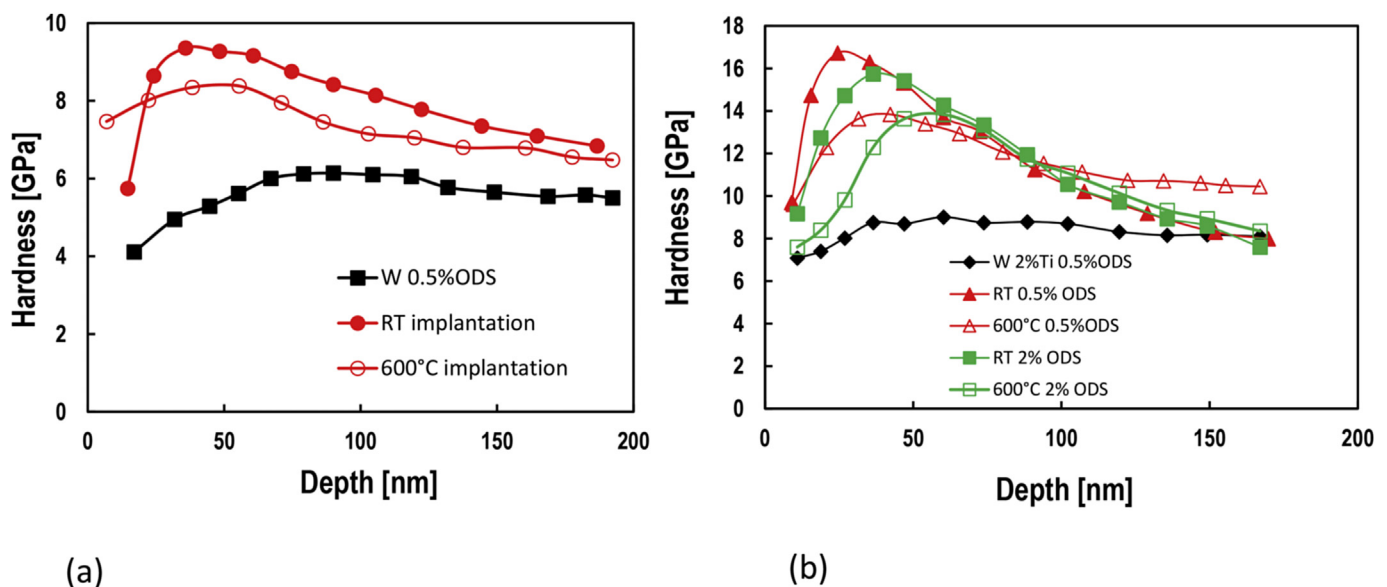 10
8
6
4
2
0
Hardness [GPa]
W 0.5%ODS
RT implantation
600°C implantation
0 50 100 150 200
Depth [nm]
(a)
18
16
14
12
10
8
6
4
2
0
Hardness [GPa]
W 2%Ti 0.5%ODS
RT 0.5% ODS
600°C 0.5%ODS
RT 2% ODS
600°C 2% ODS
0 50 100 150 200
Depth [nm]
(b)